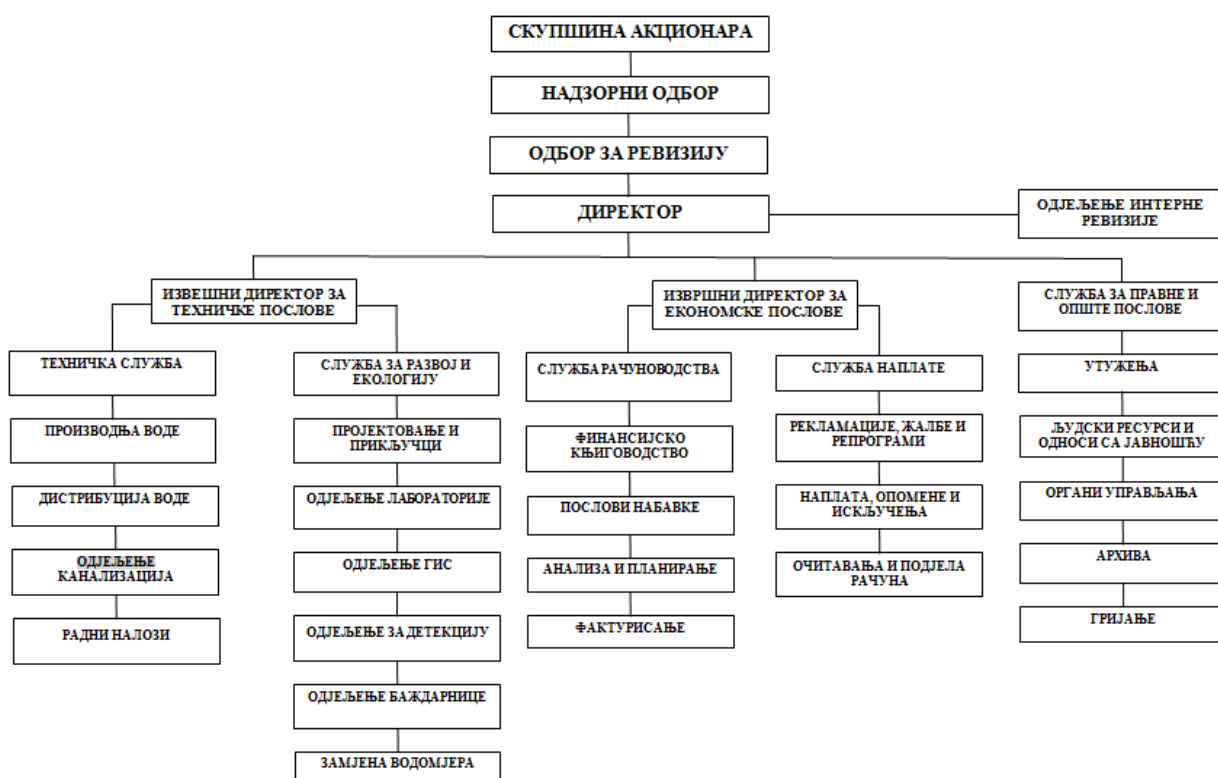 СКУПШИНА АКЦИОНАРА
НАДЗОРНИ ОДБОР
ОДБОР ЗА РЕВИЗИЈУ
ДИРЕКТОР
ОДЈЕЉЕЊЕ ИНТЕРНЕ
РЕВИЗИЈЕ
ИЗВЕШНИ ДИРЕКТОР ЗА
ТЕХНИЧКЕ ПОСЛОВЕ
ТЕХНИЧКА СЛУЖБА
ПРОИЗВОДЊА ВОДЕ
ДИСТРИБУЦИЈА ВОДЕ
ОДЈЕЉЕЊЕ
КАНАЛИЗАЦИЈА
РАДНИ НАЛОЗИ
СЛУЖБА ЗА РАЗВОЈ И
ЕКОЛОГИЈУ
ПРОЈЕКТОВАЊЕ И
ПРИКЉУЧЦИ
ОДЈЕЉЕЊЕ ЛАБОРАТОРИЈЕ
ОДЈЕЉЕЊЕ ГИС
ОДЈЕЉЕЊЕ ЗА ДЕТЕКЦИЈУ
ОДЈЕЉЕЊЕ БАЖДАРНИЦЕ
ЗАМЈЕНА ВОДОМЈЕРА
ИЗВРШНИ ДИРЕКТОР ЗА
ЕКОНОМСКЕ ПОСЛОВЕ
СЛУЖБА РАЧУНОВОДСТВА
ФИНАНСИЈСКО
КЊИГОВОДСТВО
ПОСЛОВИ НАБАВКЕ
АНАЛИЗА И ПЛАНИРАЊЕ
ФАКТУРИСАЊЕ
СЛУЖБА НАПЛАТЕ
РЕКЛАМАЦИЈЕ, ЖАЛБЕ И
РЕПРОГРАМИ
НАПЛАТА, ОПОМЕНЕ И
ИСКЉУЧЕЊА
ОЧИТАВАЊА И ПОДЈЕЛА
РАЧУНА
СЛУЖБА ЗА ПРАВНЕ И
ОПШТЕ ПОСЛОВЕ
УТУЖЕЊА
ЉУДСКИ РЕСУРСИ И
ОДНОСИ СА ЈАВНОШЋУ
ОРГАНИ УПРАВЉАЊА
АРХИВА
ГРИЈАЊЕ